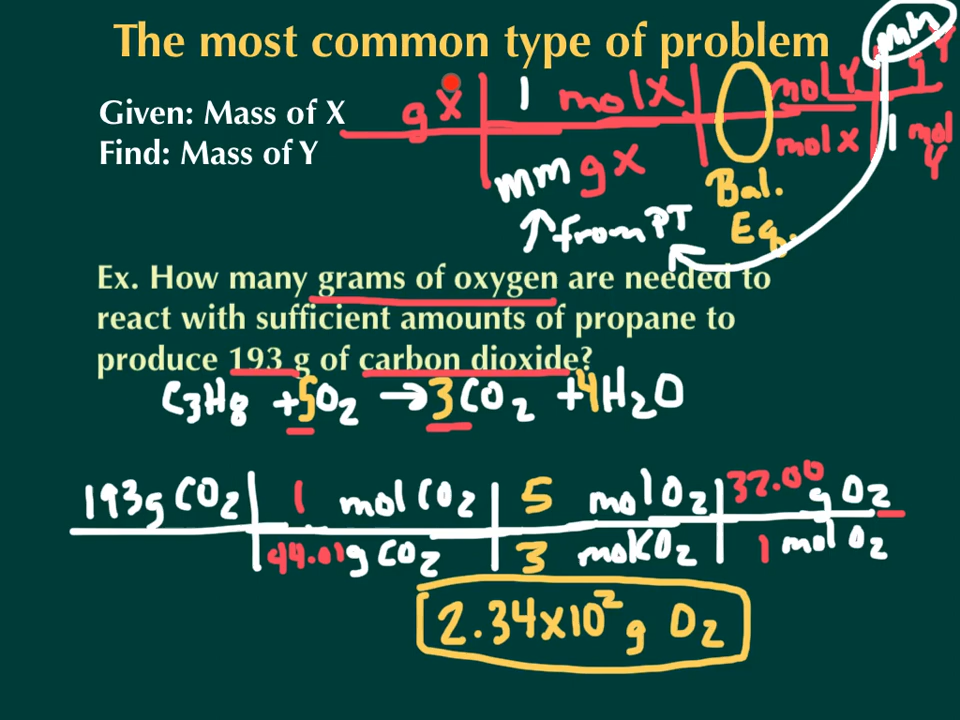 The most common type of problem
MM
Given: Mass of X
Find: Mass of Y
g X | 1 mol X | mol Y | g Y
MM g X | mol X | 1 mol Y
Bal. Eq.
↑ from PT
Ex. How many grams of oxygen are needed to
react with sufficient amounts of propane to
produce 193 g of carbon dioxide?
C3H8 + 5O2 → 3CO2 + 4H2O
193g CO2 | 1 mol CO2 | 5 mol O2 | 32.00 g O2
44.01 g CO2 | 3 mol CO2 | 1 mol O2
2.34x10² g O2